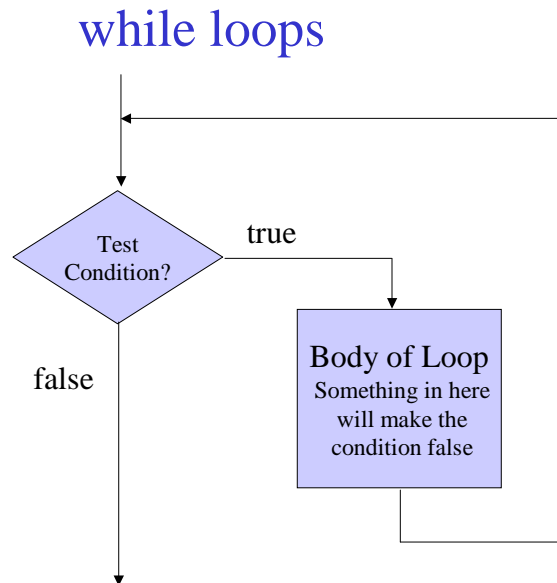 while loops
Test
Condition?
true
false
Body of Loop
Something in here
will make the
condition false